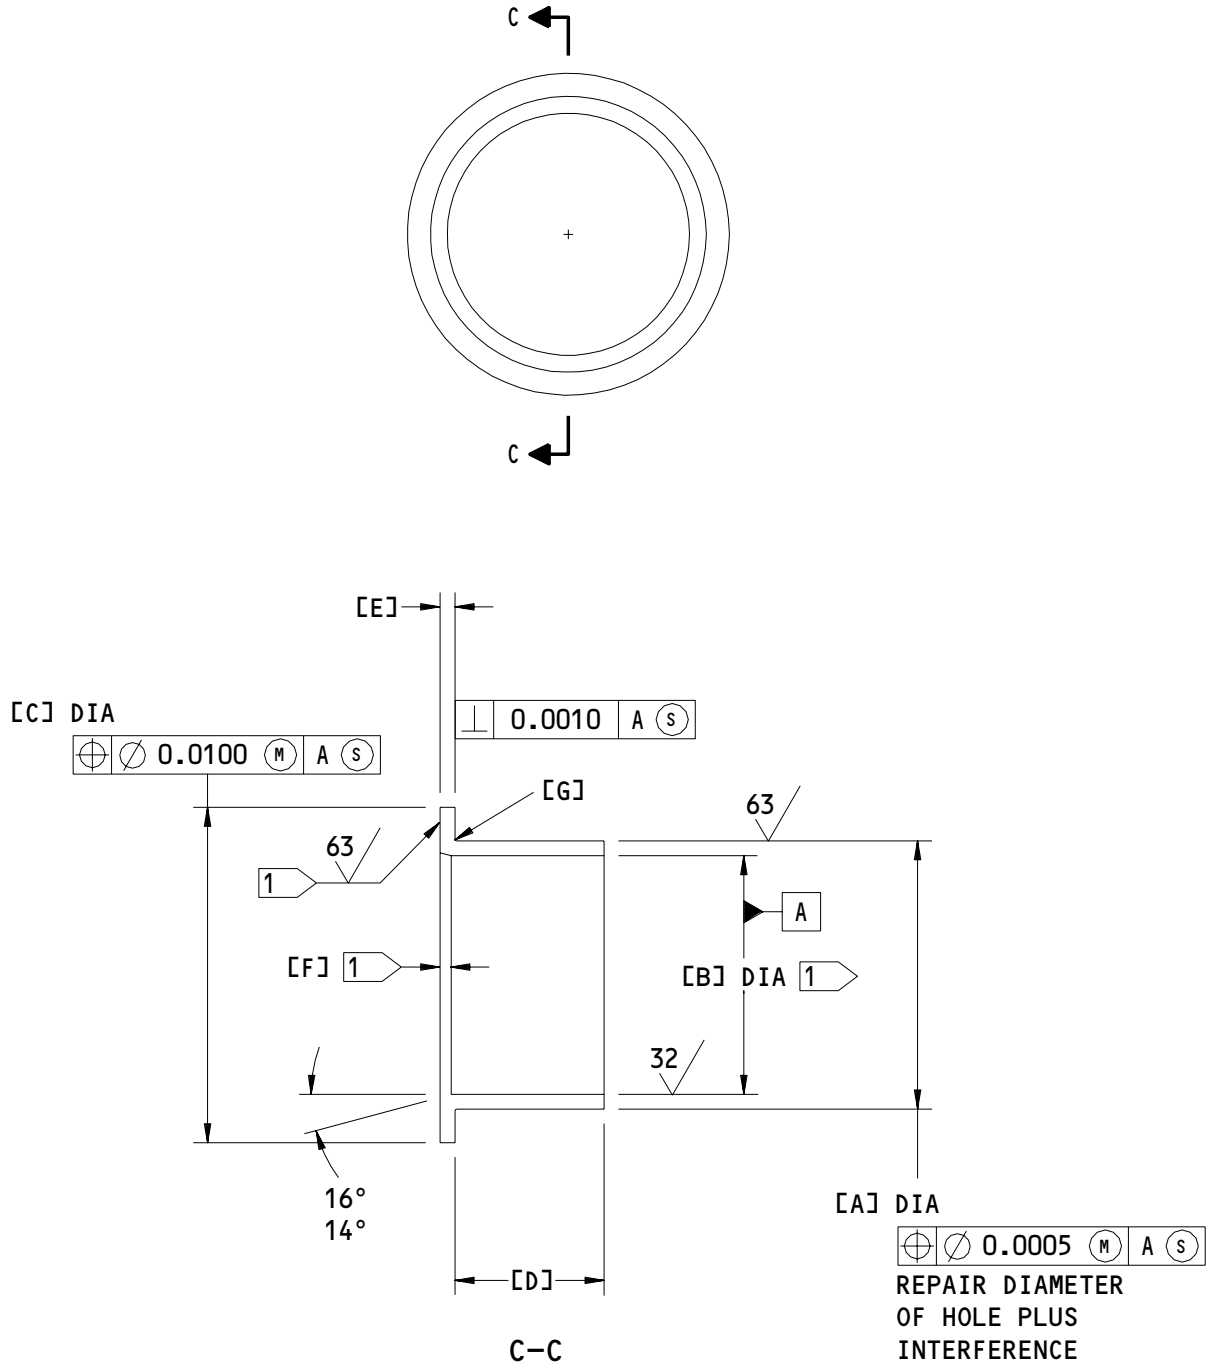 C
C
[E]
[C] DIA
⊥ 0.0010 A Ⓢ
⌖ ⌀ 0.0100 Ⓜ A Ⓢ
[G]
63
63
1
A
[F] 1
[B] DIA 1
32
16°
14°
[A] DIA
⌖ ⌀ 0.0005 Ⓜ A Ⓢ
[D]
REPAIR DIAMETER
OF HOLE PLUS
INTERFERENCE
C-C